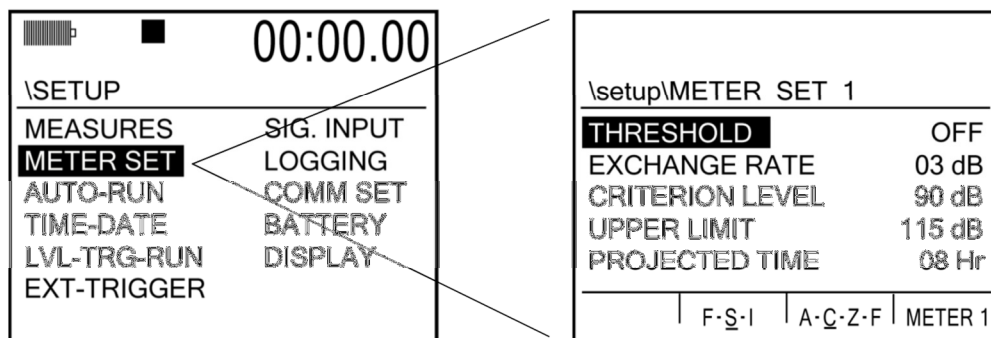 00:00.00
\SETUP
MEASURES SIG. INPUT
METER SET LOGGING
AUTO-RUN COMM SET
TIME-DATE BATTERY
LVL-TRG-RUN DISPLAY
EXT-TRIGGER
\setup\METER SET 1
THRESHOLD OFF
EXCHANGE RATE 03 dB
CRITERION LEVEL 90 dB
UPPER LIMIT 115 dB
PROJECTED TIME 08 Hr
F-S-I A-C-Z-F METER 1